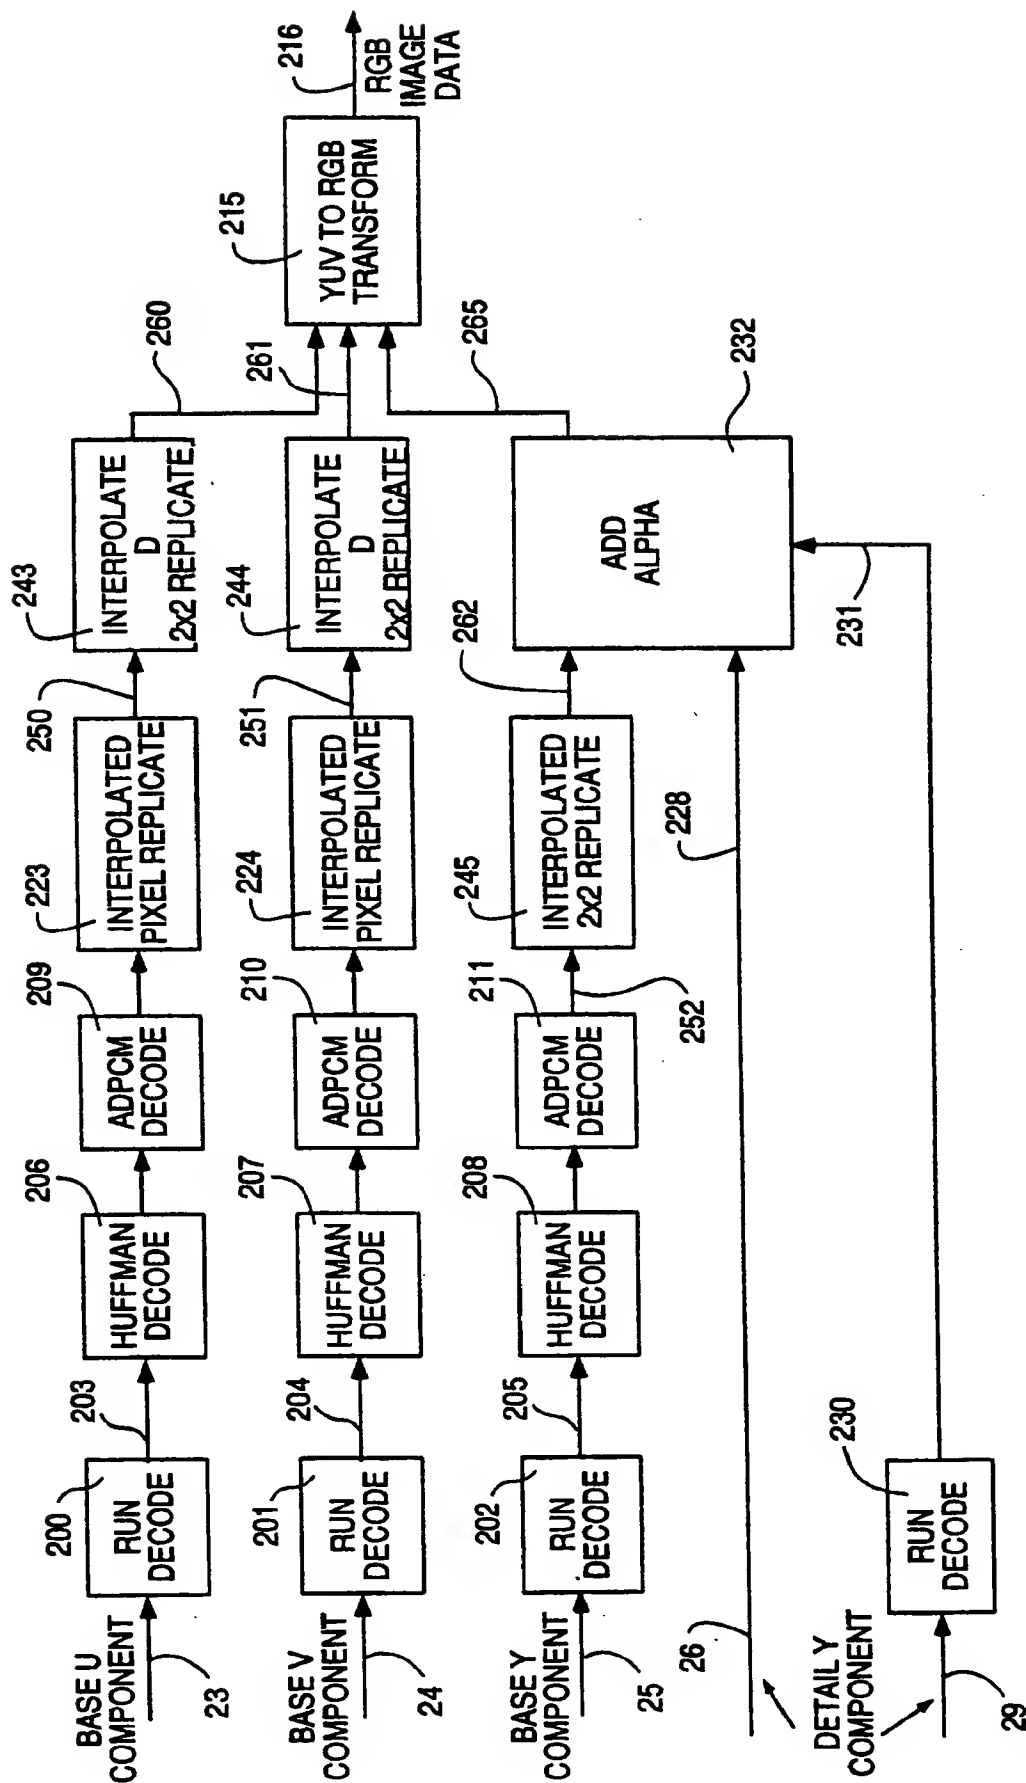 BASE U
COMPONENT
23
200
RUN
DECODE
203
206
HUFFMAN
DECODE
209
ADPCM
DECODE
223
INTERPOLATED
PIXEL REPLICATE
250
243
INTERPOLATE
D
2x2 REPLICATE
260
BASE V
COMPONENT
24
201
RUN
DECODE
204
207
HUFFMAN
DECODE
210
ADPCM
DECODE
224
INTERPOLATED
PIXEL REPLICATE
251
244
INTERPOLATE
D
2x2 REPLICATE
261
215
YUV TO RGB
TRANSFORM
216
RGB
IMAGE
DATA
BASE Y
COMPONENT
25
202
RUN
DECODE
205
208
HUFFMAN
DECODE
211
ADPCM
DECODE
252
245
INTERPOLATED
2x2 REPLICATE
262
ADD
ALPHA
232
265
26
228
DETAIL Y
COMPONENT
29
230
RUN
DECODE
231